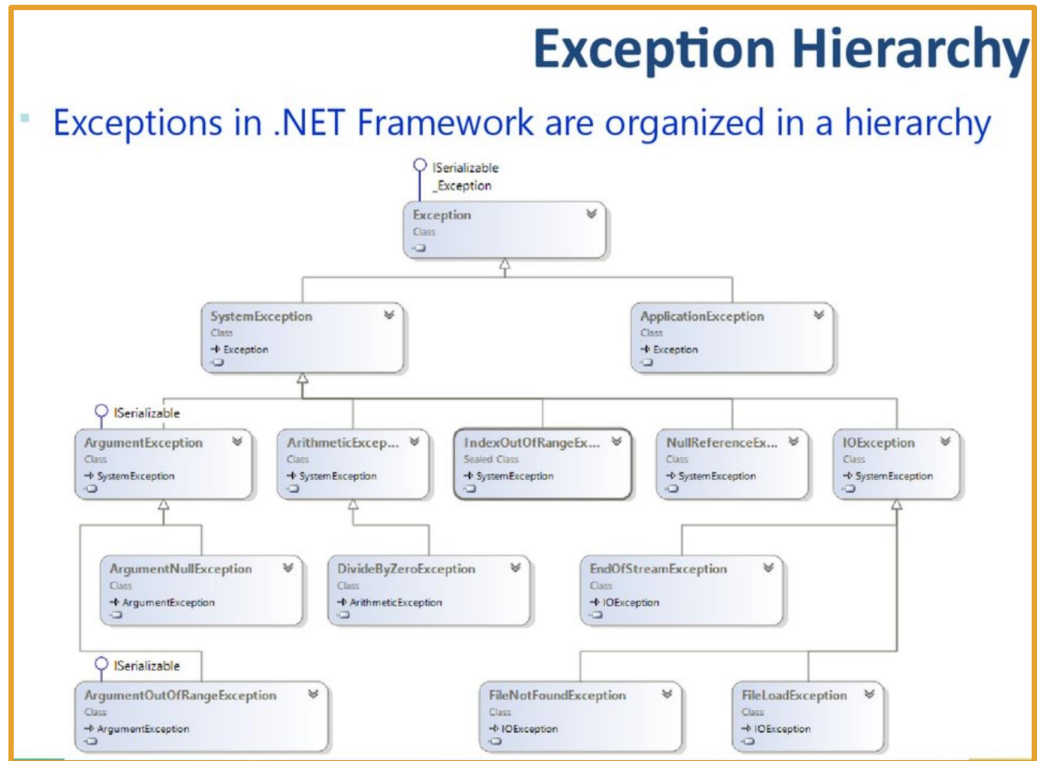 Exception Hierarchy
Exceptions in .NET Framework are organized in a hierarchy
ISerializable
_Exception
Exception
Class
SystemException
Class
Exception
ApplicationException
Class
Exception
ISerializable
ArgumentException
Class
SystemException
ArithmeticExcep...
Class
SystemException
IndexOutOfRangeEx...
Sealed Class
SystemException
NullReferenceEx...
Class
SystemException
IOException
Class
SystemException
ArgumentNullException
Class
ArgumentException
DivideByZeroException
Class
ArithmeticException
EndOfStreamException
Class
IOException
ISerializable
ArgumentOutOfRangeException
Class
ArgumentException
FileNotFoundException
Class
IOException
FileLoadException
Class
IOException